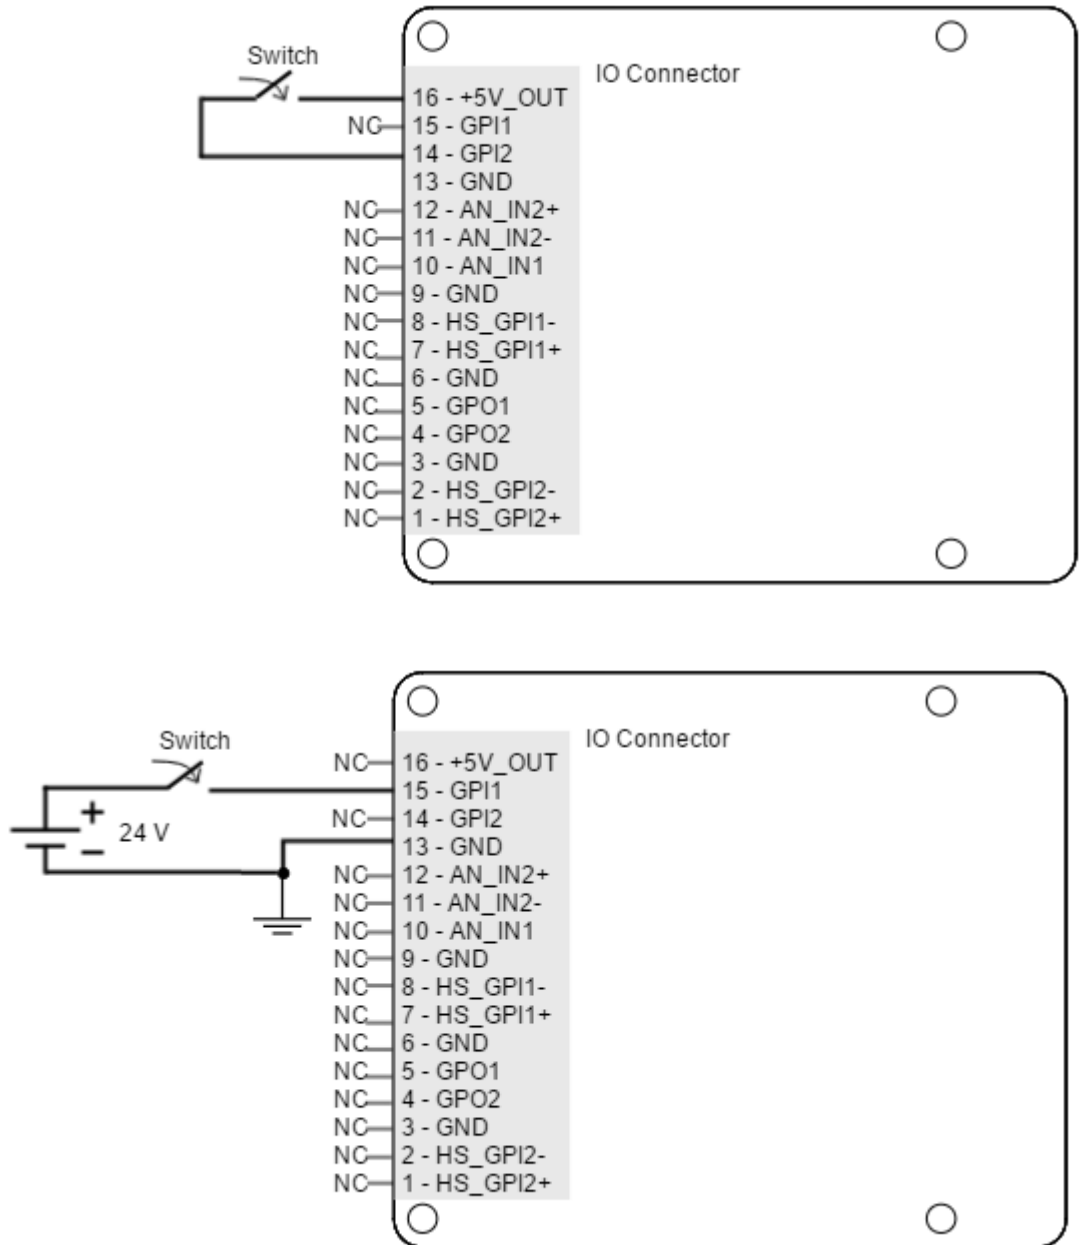 Switch
IO Connector
16 - +5V_OUT
NC 15 - GPI1
14 - GPI2
13 - GND
NC 12 - AN_IN2+
NC 11 - AN_IN2-
NC 10 - AN_IN1
NC 9 - GND
NC 8 - HS_GPI1-
NC 7 - HS_GPI1+
NC 6 - GND
NC 5 - GPO1
NC 4 - GPO2
NC 3 - GND
NC 2 - HS_GPI2-
NC 1 - HS_GPI2+
Switch
IO Connector
NC 16 - +5V_OUT
15 - GPI1
NC 14 - GPI2
+
24 V
−
13 - GND
NC 12 - AN_IN2+
NC 11 - AN_IN2-
NC 10 - AN_IN1
NC 9 - GND
NC 8 - HS_GPI1-
NC 7 - HS_GPI1+
NC 6 - GND
NC 5 - GPO1
NC 4 - GPO2
NC 3 - GND
NC 2 - HS_GPI2-
NC 1 - HS_GPI2+